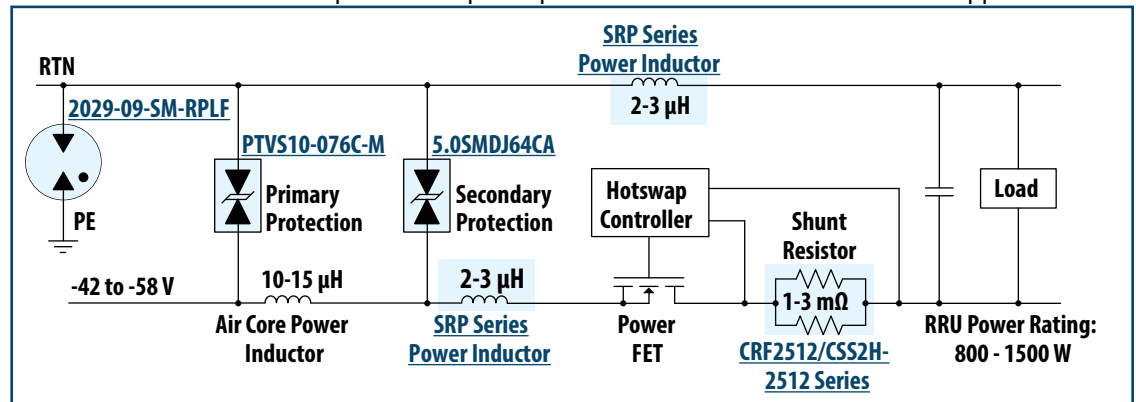 SRP Series
Power Inductor
RTN
2-3 µH
2029-09-SM-RPLF
PTVS10-076C-M
5.0SMDJ64CA
Primary
Protection
Secondary
Protection
Hotswap
Controller
Load
PE
Shunt
Resistor
-42 to -58 V
10-15 µH
2-3 µH
1-3 mΩ
Air Core Power
Inductor
SRP Series
Power Inductor
Power
FET
CRF2512/CSS2H-
2512 Series
RRU Power Rating:
800 - 1500 W